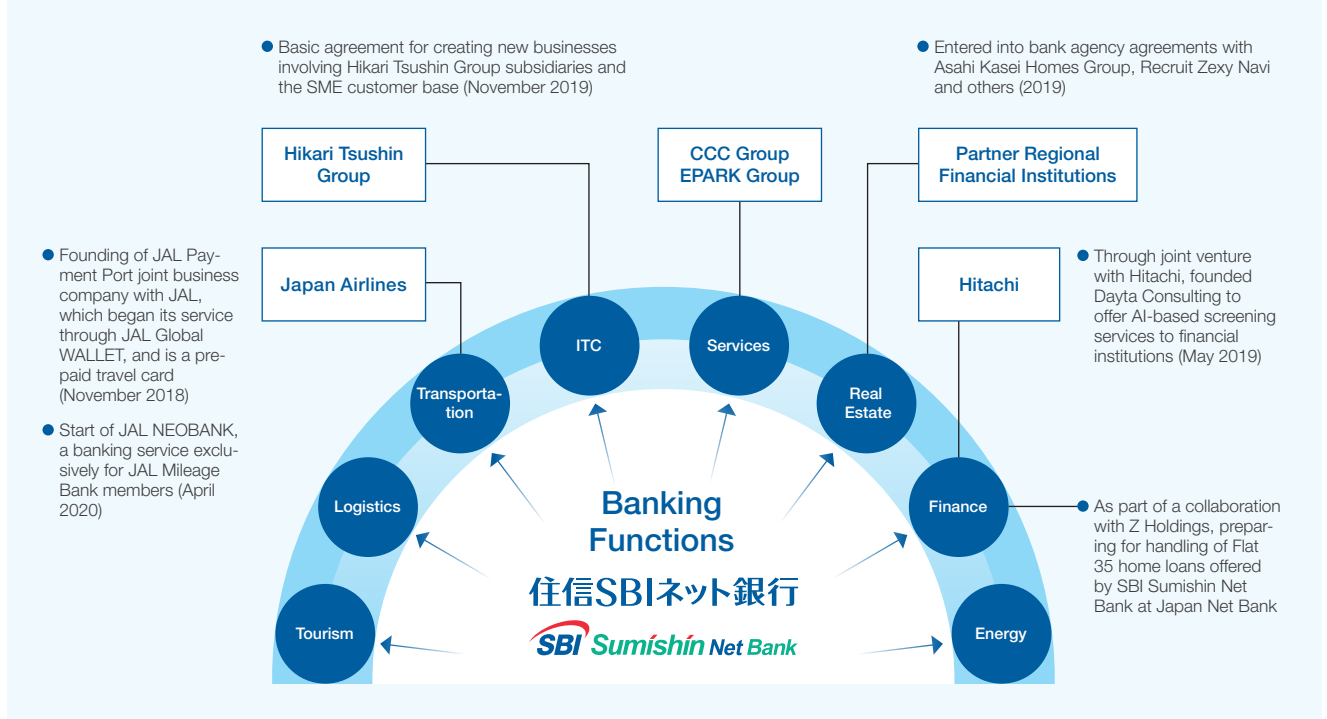 ● Basic agreement for creating new businesses
involving Hikari Tsushin Group subsidiaries and
the SME customer base (November 2019)
● Entered into bank agency agreements with
Asahi Kasei Homes Group, Recruit Zexy Navi
and others (2019)
Hikari Tsushin
Group
CCC Group
EPARK Group
Partner Regional
Financial Institutions
● Founding of JAL Pay-
ment Port joint business
company with JAL,
which began its service
through JAL Global
WALLET, and is a pre-
paid travel card
(November 2018)
● Start of JAL NEOBANK,
a banking service exclu-
sively for JAL Mileage
Bank members (April
2020)
Japan Airlines
Hitachi
● Through joint venture
with Hitachi, founded
Dayta Consulting to
offer AI-based screening
services to financial
institutions (May 2019)
ITC
Services
Transporta-
tion
Real
Estate
Logistics
Finance
● As part of a collaboration
with Z Holdings, prepar-
ing for handling of Flat
35 home loans offered
by SBI Sumishin Net
Bank at Japan Net Bank
Tourism
Energy
Banking
Functions
住信SBIネット銀行
SBI Sumishin Net Bank